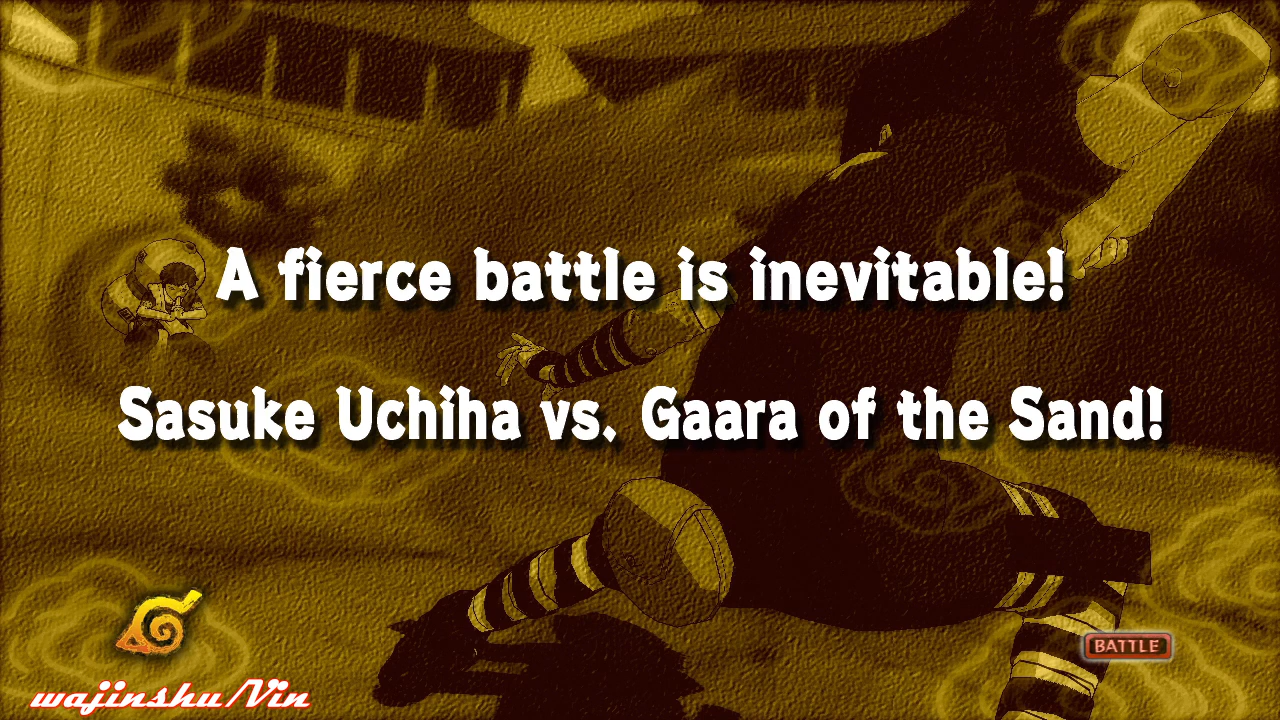 A fierce battle is inevitable!
Sasuke Uchiha vs. Gaara of the Sand!
BATTLE
wajinshu/Vin